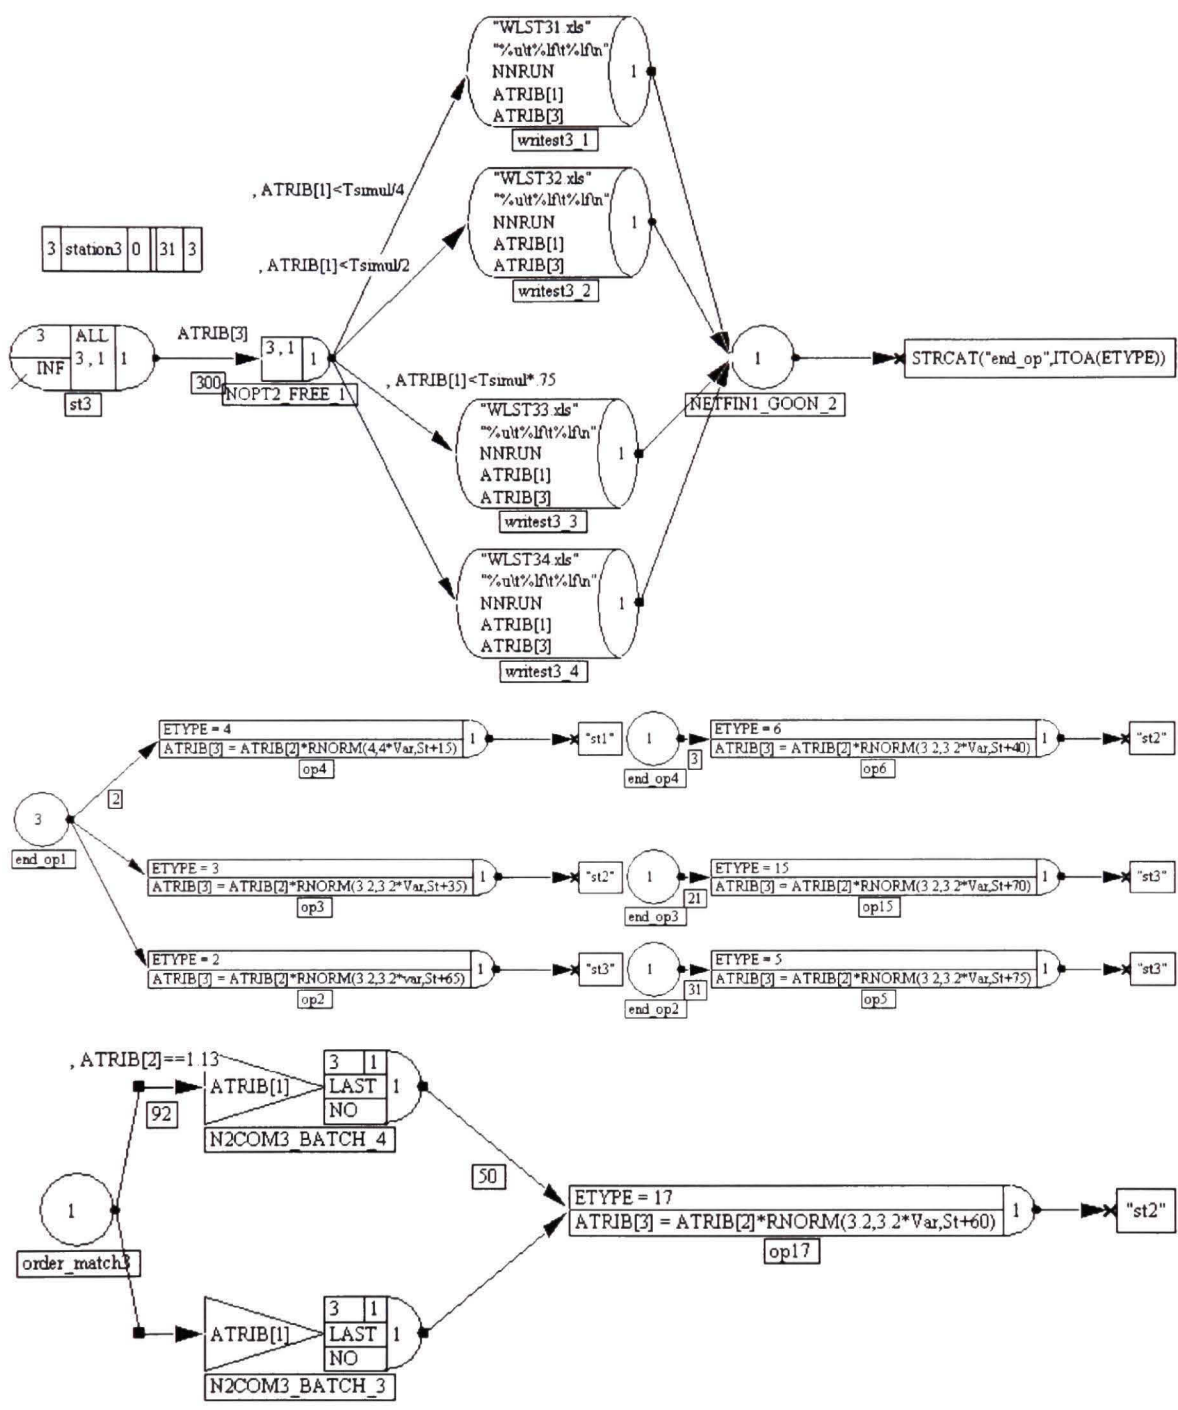 "WLST31.xls"
"%u\t%lf\t%lf\n"
NNRUN
ATRIB[1]
ATRIB[3]
1
writest3_1
, ATRIB[1]<Tsimul/4
"WLST32.xls"
"%u\t%lf\t%lf\n"
NNRUN
ATRIB[1]
ATRIB[3]
1
writest3_2
3 station3 0 31 3
, ATRIB[1]<Tsimul/2
3 ALL
INF 3,1 1
st3
ATRIB[3]
300
3,1 1
NOPT2_FREE_1
, ATRIB[1]<Tsimul*.75
"WLST33.xls"
"%u\t%lf\t%lf\n"
NNRUN
ATRIB[1]
ATRIB[3]
1
writest3_3
1
NETFIN1_GOON_2
STRCAT("end_op",ITOA(ETYPE))
"WLST34.xls"
"%u\t%lf\t%lf\n"
NNRUN
ATRIB[1]
ATRIB[3]
1
writest3_4
3
end_op1
2
ETYPE = 4
ATRIB[3] = ATRIB[2]*RNORM(4,4*Var,St+15)
1
op4
"st1"
1
end_op4
3
ETYPE = 6
ATRIB[3] = ATRIB[2]*RNORM(3.2,3.2*Var,St+40)
1
op6
"st2"
ETYPE = 3
ATRIB[3] = ATRIB[2]*RNORM(3.2,3.2*Var,St+35)
1
op3
"st2"
1
end_op3
21
ETYPE = 15
ATRIB[3] = ATRIB[2]*RNORM(3.2,3.2*Var,St+70)
1
op15
"st3"
ETYPE = 2
ATRIB[3] = ATRIB[2]*RNORM(3.2,3.2*var,St+65)
1
op2
"st3"
1
end_op2
31
ETYPE = 5
ATRIB[3] = ATRIB[2]*RNORM(3.2,3.2*Var,St+75)
1
op5
"st3"
, ATRIB[2]==1.13
92
ATRIB[1]
3 1
LAST 1
NO
N2COM3_BATCH_4
1
order_match3
50
ETYPE = 17
ATRIB[3] = ATRIB[2]*RNORM(3.2,3.2*Var,St+60)
1
op17
"st2"
ATRIB[1]
3 1
LAST 1
NO
N2COM3_BATCH_3